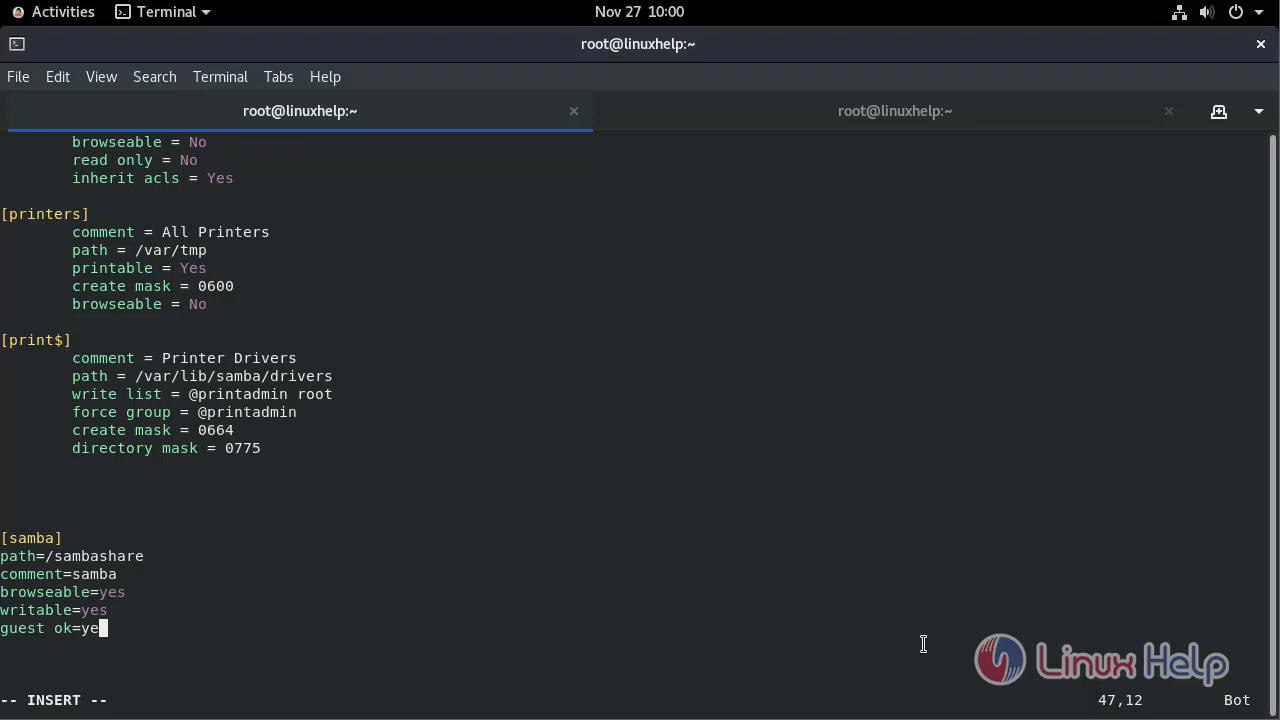 Activities Terminal Nov 27 10:00
root@linuxhelp:~ ×
File Edit View Search Terminal Tabs Help
root@linuxhelp:~ × root@linuxhelp:~ ×
browseable = No
read only = No
inherit acls = Yes
[printers]
comment = All Printers
path = /var/tmp
printable = Yes
create mask = 0600
browseable = No
[print$]
comment = Printer Drivers
path = /var/lib/samba/drivers
write list = @printadmin root
force group = @printadmin
create mask = 0664
directory mask = 0775
[samba]
path=/sambashare
comment=samba
browseable=yes
writable=yes
guest ok=ye
Linux Help
-- INSERT -- 47,12 Bot